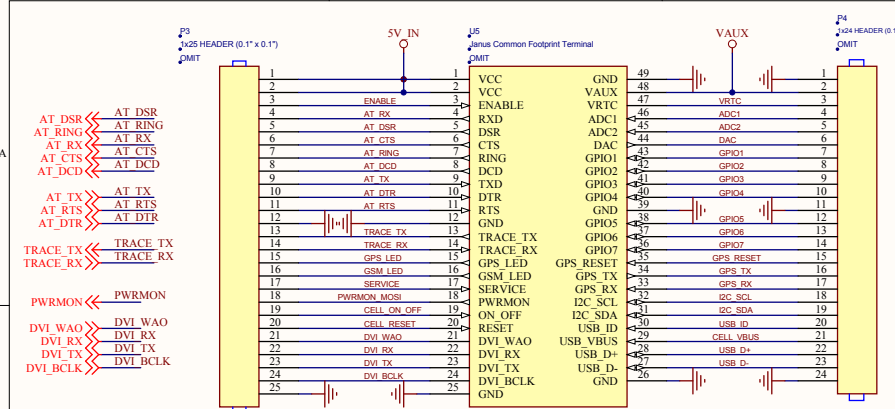 P3
1x25 HEADER (0.1" x 0.1")
OMIT
5V_IN
U5
Janus Common Footprint Terminal
OMIT
VAUX
P4
1x24 HEADER (0.1
OMIT
A
1 1 VCC GND 49 1
2 2 VCC VAUX 48 2
3 ENABLE 3 ENABLE VRTC 47 VRTC 3
AT_DSR AT_DSR 4 AT_RX 4 RXD ADC1 46 ADC1 4
AT_RING AT_RING 5 AT_DSR 5 DSR ADC2 45 ADC2 5
AT_RX AT_RX 6 AT_CTS 6 CTS DAC 44 DAC 6
AT_CTS AT_CTS 7 AT_RING 7 RING GPIO1 43 GPIO1 7
AT_DCD AT_DCD 8 AT_DCD 8 DCD GPIO2 42 GPIO2 8
9 AT_TX 9 TXD GPIO3 41 GPIO3 9
AT_TX AT_TX 10 AT_DTR 10 DTR GPIO4 40 GPIO4 10
AT_RTS AT_RTS 11 AT_RTS 11 RTS GND 39 11
AT_DTR AT_DTR 12 12 GND GPIO5 38 GPIO5 12
13 TRACE_TX 13 TRACE_TX GPIO6 37 GPIO6 13
TRACE_TX TRACE_TX 14 TRACE_RX 14 TRACE_RX GPIO7 36 GPIO7 14
TRACE_RX TRACE_RX 15 GPS_LED 15 GPS_LED GPS_RESET 35 GPS_RESET 15
16 GSM_LED 16 GSM_LED GPS_TX 34 GPS_TX 16
17 SERVICE 17 SERVICE GPS_RX 33 GPS_RX 17
PWRMON PWRMON 18 PWRMON_MOSI 18 PWRMON I2C_SCL 32 I2C_SCL 18
19 CELL_ON_OFF 19 ON_OFF I2C_SDA 31 I2C_SDA 19
DVI_WAO DVI_WAO 20 CELL_RESET 20 RESET USB_ID 30 USB_ID 20
DVI_RX DVI_RX 21 DVI_WAO 21 DVI_WAO USB_VBUS 29 CELL_VBUS 21
DVI_TX DVI_TX 22 DVI_RX 22 DVI_RX USB_D+ 28 USB_D+ 22
DVI_BCLK DVI_BCLK 23 DVI_TX 23 DVI_TX USB_D- 27 USB_D- 23
24 DVI_BCLK 24 DVI_BCLK GND 26 24
25 25 GND